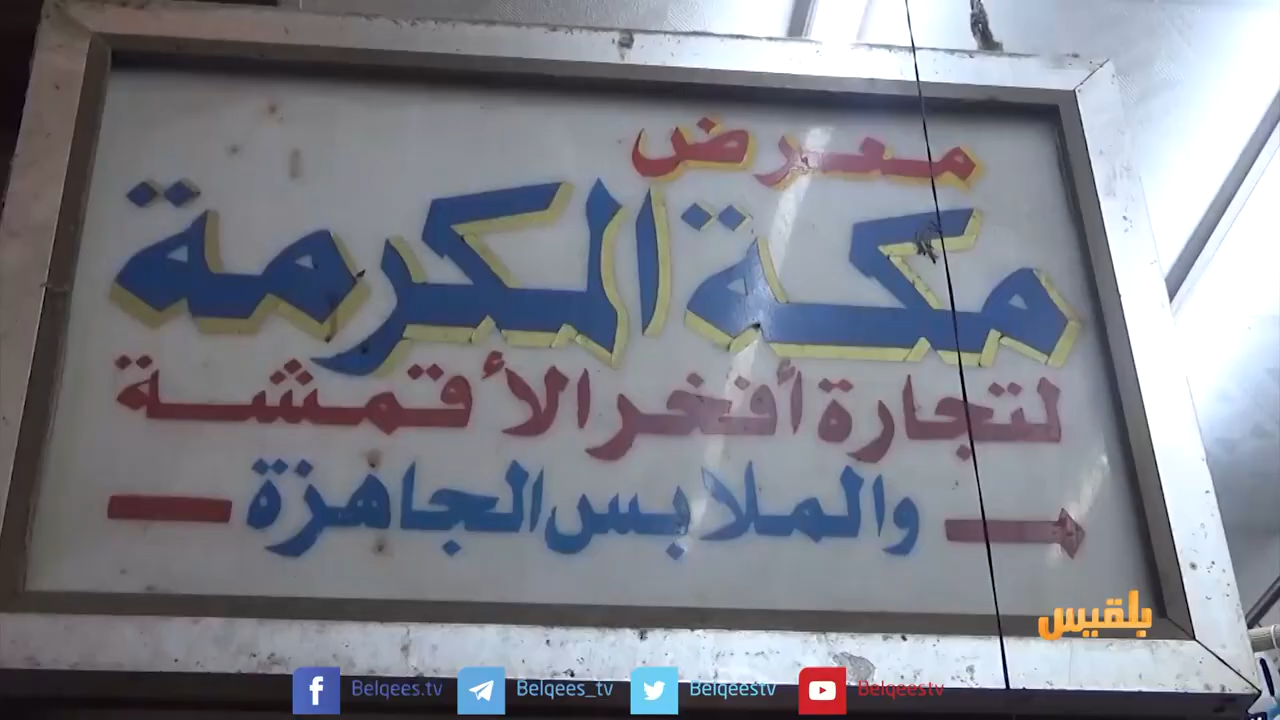 معرض
مكة المكرمة
لتجارة أفخر الأقمشة
والملابس الجاهزة
بلقيس
Belqees.tv Belqees_tv Belqeestv Belqeestv